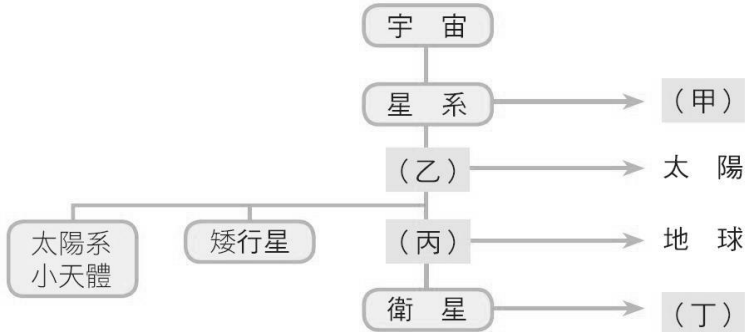 宇 宙
星 系
（甲）
（乙）
太 陽
太陽系
小天體
矮行星
（丙）
地 球
衛 星
（丁）